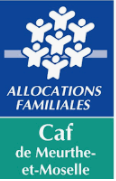 ALLOCATIONS
FAMILIALES
Caf
de Meurthe-
et-Moselle